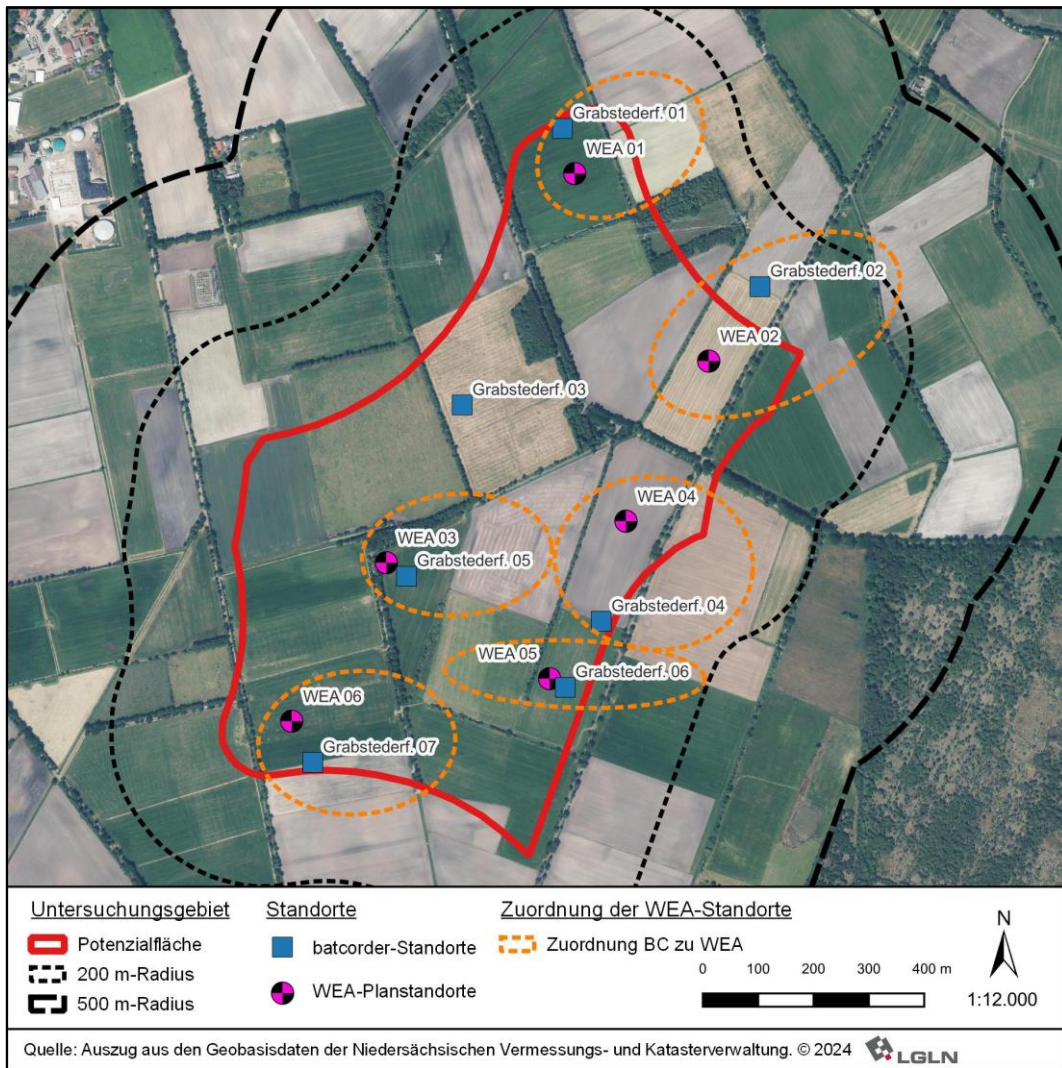 Grabstederf. 01
WEA 01
Grabstederf. 02
WEA 02
Grabstederf. 03
WEA 04
WEA 03
Grabstederf. 05
Grabstederf. 04
WEA 05
Grabstederf. 06
WEA 06
Grabstederf. 07
Untersuchungsgebiet
Potenzialfläche
200 m-Radius
500 m-Radius
Standorte
batcorder-Standorte
WEA-Planstandorte
Zuordnung der WEA-Standorte
Zuordnung BC zu WEA
0 100 200 300 400 m
N
1:12.000
Quelle: Auszug aus den Geobasisdaten der Niedersächsischen Vermessungs- und Katasterverwaltung. © 2024 LGLN